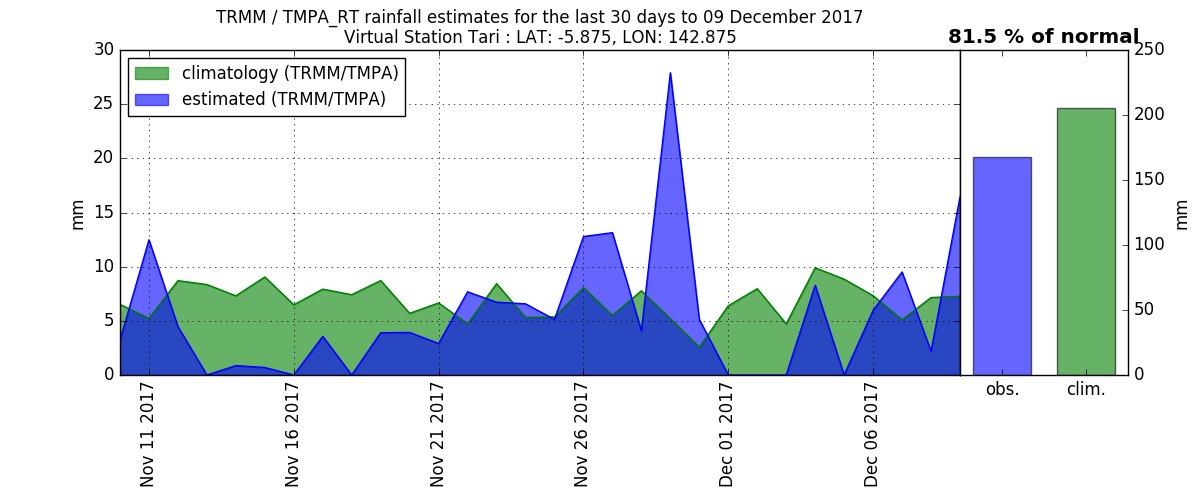 TRMM / TMPA_RT rainfall estimates for the last 30 days to 09 December 2017
Virtual Station Tari : LAT: -5.875, LON: 142.875
81.5 % of normal
climatology (TRMM/TMPA)
estimated (TRMM/TMPA)
30
25
20
15
10
5
0
mm
Nov 11 2017
Nov 16 2017
Nov 21 2017
Nov 26 2017
Dec 01 2017
Dec 06 2017
obs.
clim.
250
200
150
100
50
0
mm